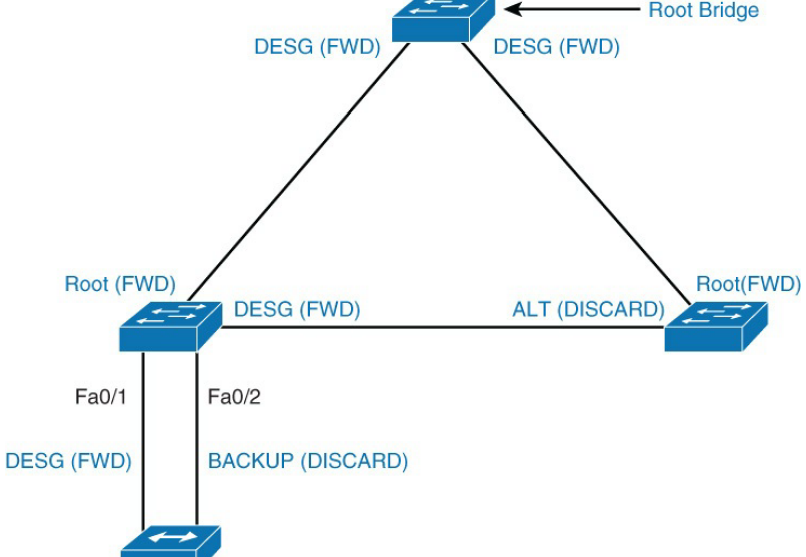 Root Bridge
DESG (FWD)
DESG (FWD)
Root (FWD)
Root(FWD)
DESG (FWD)
ALT (DISCARD)
Fa0/1
Fa0/2
DESG (FWD)
BACKUP (DISCARD)